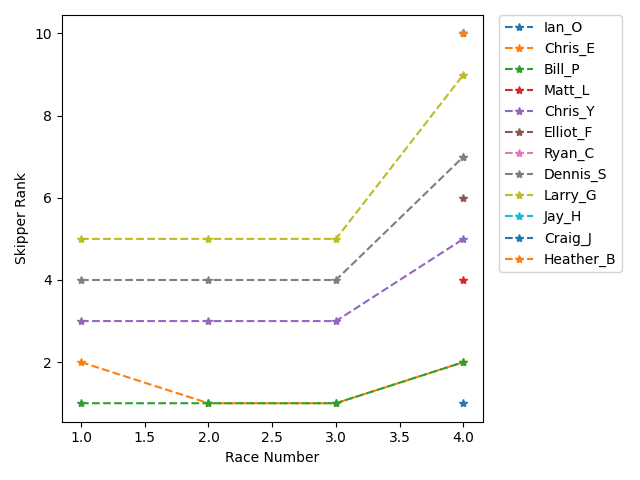 10
8
6
4
2
Skipper Rank
1.0
1.5
2.0
2.5
3.0
3.5
4.0
Race Number
Ian_O
Chris_E
Bill_P
Matt_L
Chris_Y
Elliot_F
Ryan_C
Dennis_S
Larry_G
Jay_H
Craig_J
Heather_B